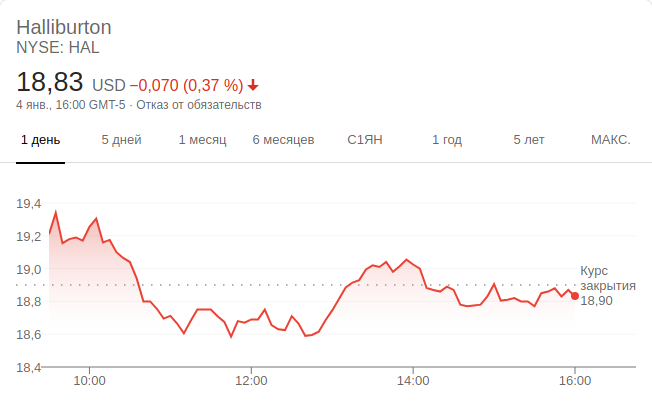 Halliburton
NYSE: HAL
18,83 USD −0,070 (0,37 %)
4 янв., 16:00 GMT-5 · Отказ от обязательств
1 день 5 дней 1 месяц 6 месяцев С1ЯН 1 год 5 лет МАКС.
19,4
19,2
19,0
18,8
18,6
18,4
Курс
закрытия
18,90
10:00 12:00 14:00 16:00